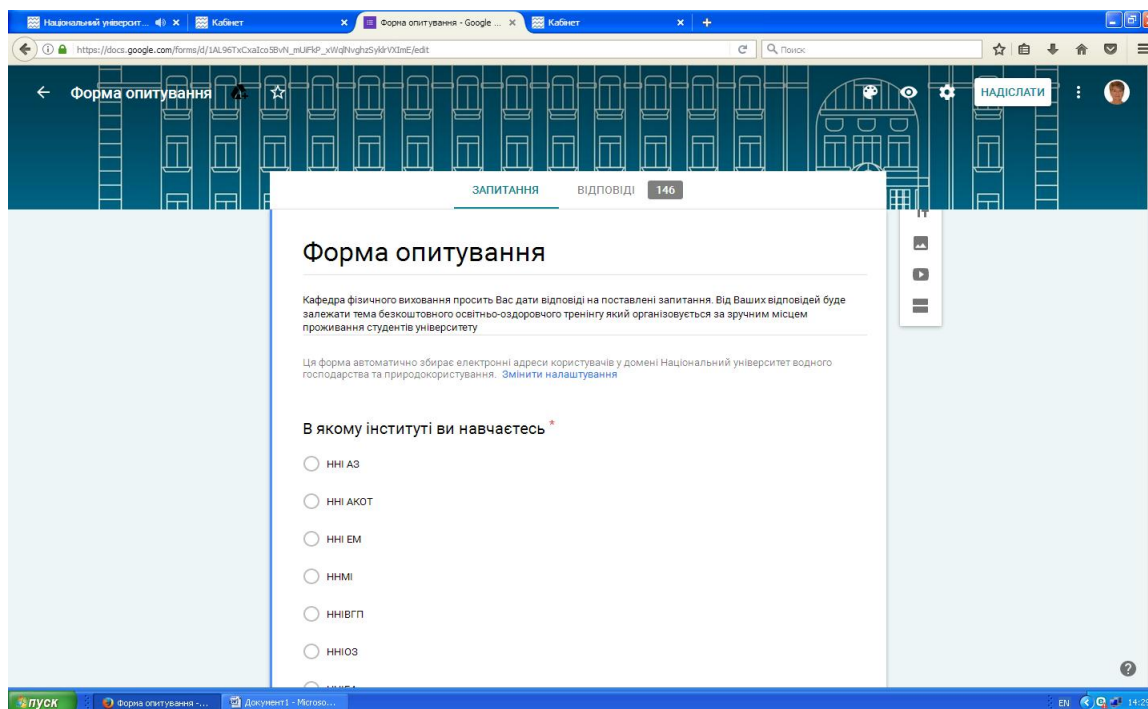 Національний університ...
Кабінет
Форма опитування - Google ...
Кабінет
https://docs.google.com/forms/d/1AL96TxCxaIco5BvN_mUFkP_xWqlNvghzSyklrVXImE/edit
Поиск
Форма опитування
НАДІСЛАТИ
ЗАПИТАННЯ
ВІДПОВІДІ 146
Форма опитування
Кафедра фізичного виховання просить Вас дати відповіді на поставлені запитання. Від Ваших відповідей буде
залежати тема безкоштовного освітньо-оздоровчого тренінгу який організовується за зручним місцем
проживання студентів університету
Ця форма автоматично збирає електронні адреси користувачів у домені Національний університет водного
господарства та природокористування. Змінити налаштування
В якому інституті ви навчаєтесь *
ННІ АЗ
ННІ АКОТ
ННІ ЕМ
ННМІ
ННІВГП
ННІОЗ
пуск
Форма опитування -...
Документ1 - Microso...
EN
14:29